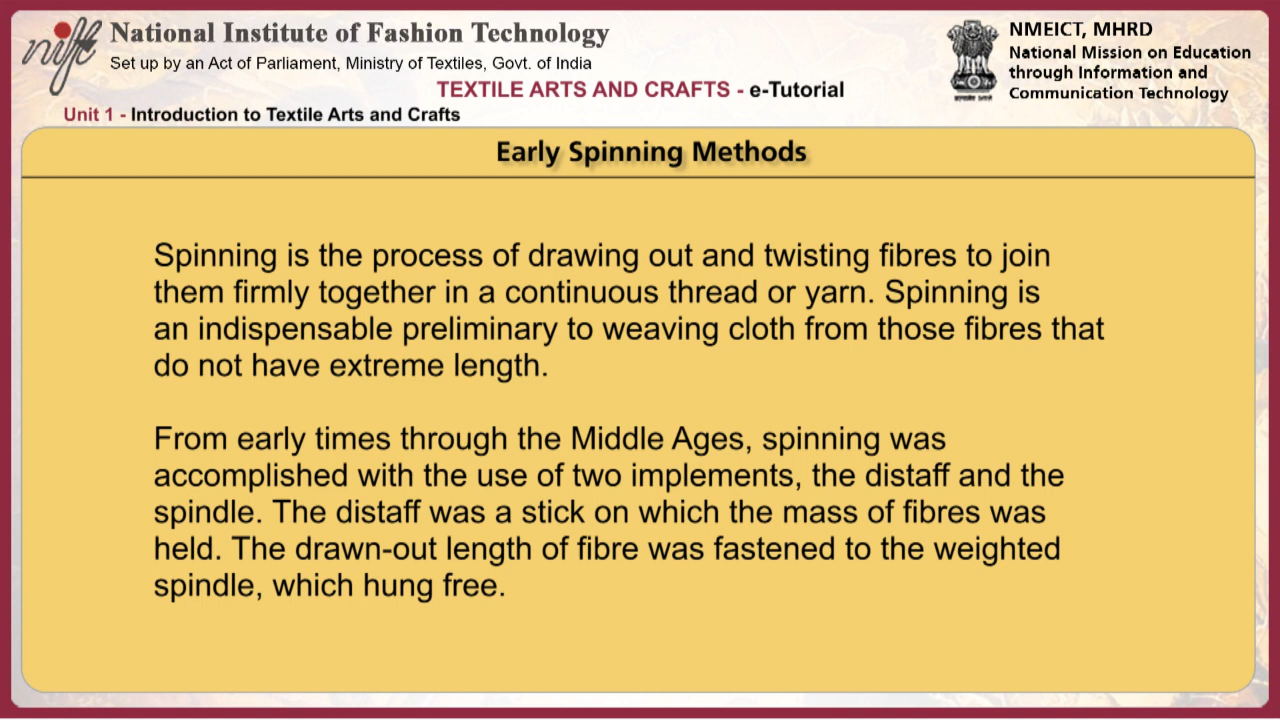 nift
National Institute of Fashion Technology
Set up by an Act of Parliament, Ministry of Textiles, Govt. of India
NMEICT, MHRD
National Mission on Education
through Information and
Communication Technology
TEXTILE ARTS AND CRAFTS - e-Tutorial
Unit 1 - Introduction to Textile Arts and Crafts
Early Spinning Methods
Spinning is the process of drawing out and twisting fibres to join
them firmly together in a continuous thread or yarn. Spinning is
an indispensable preliminary to weaving cloth from those fibres that
do not have extreme length.
From early times through the Middle Ages, spinning was
accomplished with the use of two implements, the distaff and the
spindle. The distaff was a stick on which the mass of fibres was
held. The drawn-out length of fibre was fastened to the weighted
spindle, which hung free.